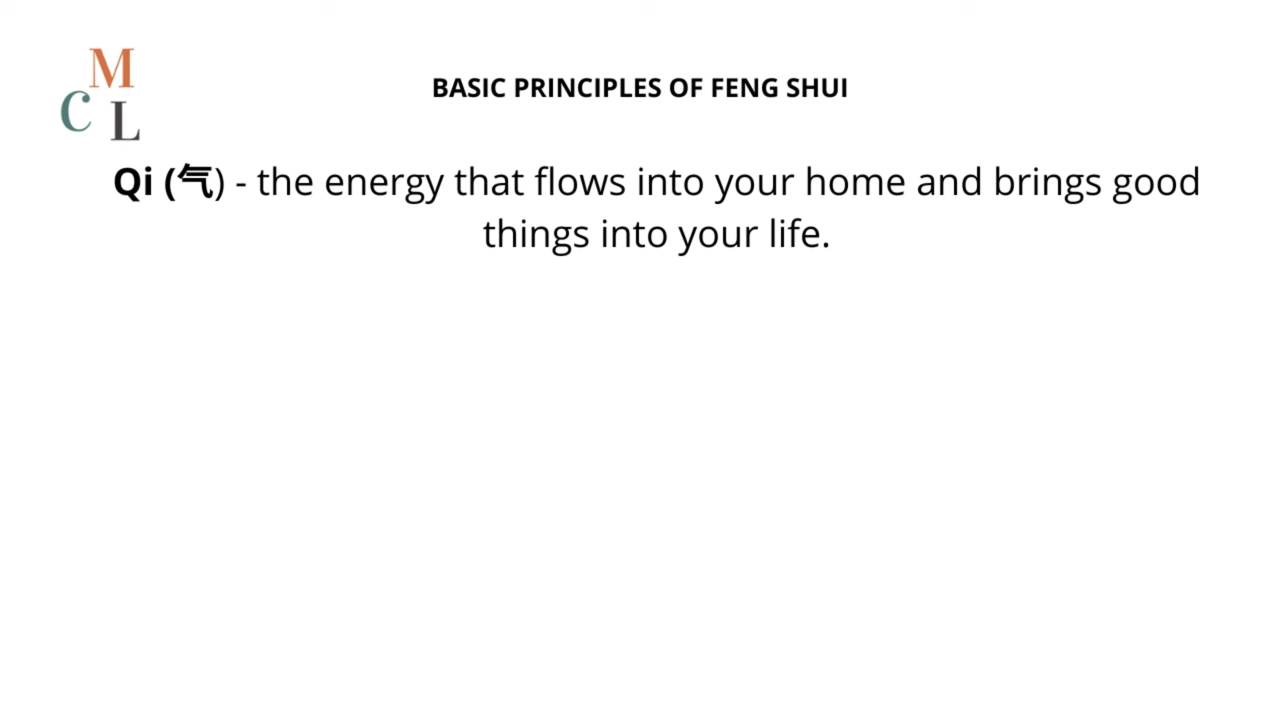 M
C L
BASIC PRINCIPLES OF FENG SHUI
Qi (气) - the energy that flows into your home and brings good
things into your life.